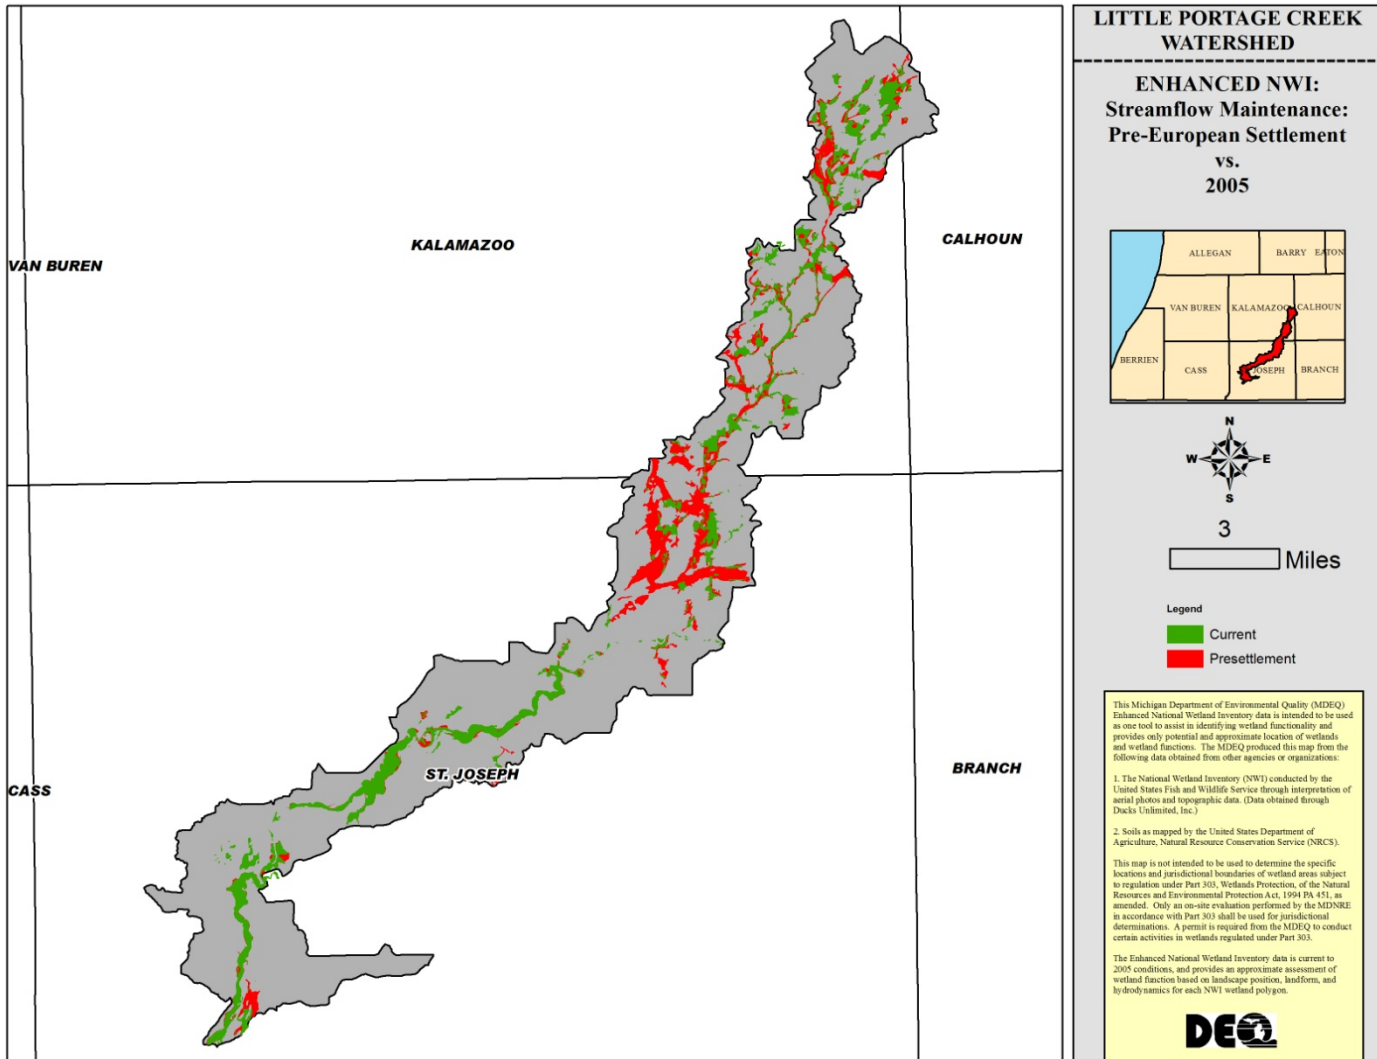 LITTLE PORTAGE CREEK
WATERSHED
ENHANCED NWI:
Streamflow Maintenance:
Pre-European Settlement
vs.
2005
KALAMAZOO
CALHOUN
VAN BUREN
ST. JOSEPH
BRANCH
CASS
ALLEGAN
BARRY
EATON
VAN BUREN
KALAMAZOO
CALHOUN
BERRIEN
CASS
JOSEPH
BRANCH
N
W
E
S
3
Miles
Legend
Current
Presettlement
This Michigan Department of Environmental Quality (MDEQ)
Enhanced National Wetland Inventory data is intended to be used
as one tool to assist in identifying wetland functionality and
provides only potential and approximate location of wetlands
and wetland functions. The MDEQ produced this map from the
following data obtained from other agencies or organizations:
1. The National Wetland Inventory (NWI) conducted by the
United States Fish and Wildlife Service through interpretation of
aerial photos and topographic data. (Data obtained through
Ducks Unlimited, Inc.)
2. Soils as mapped by the United States Department of
Agriculture, Natural Resource Conservation Service (NRCS).
This map is not intended to be used to determine the specific
locations and jurisdictional boundaries of wetland areas subject
to regulation under Part 303, Wetlands Protection, of the Natural
Resources and Environmental Protection Act, 1994 PA 451, as
amended. Only an on-site evaluation performed by the MDNRE
in accordance with Part 303 shall be used for jurisdictional
determinations. A permit is required from the MDEQ to conduct
certain activities in wetlands regulated under Part 303.
The Enhanced National Wetland Inventory data is current to
2005 conditions, and provides an approximate assessment of
wetland function based on landscape position, landform, and
hydrodynamics for each NWI wetland polygon.
DEQ